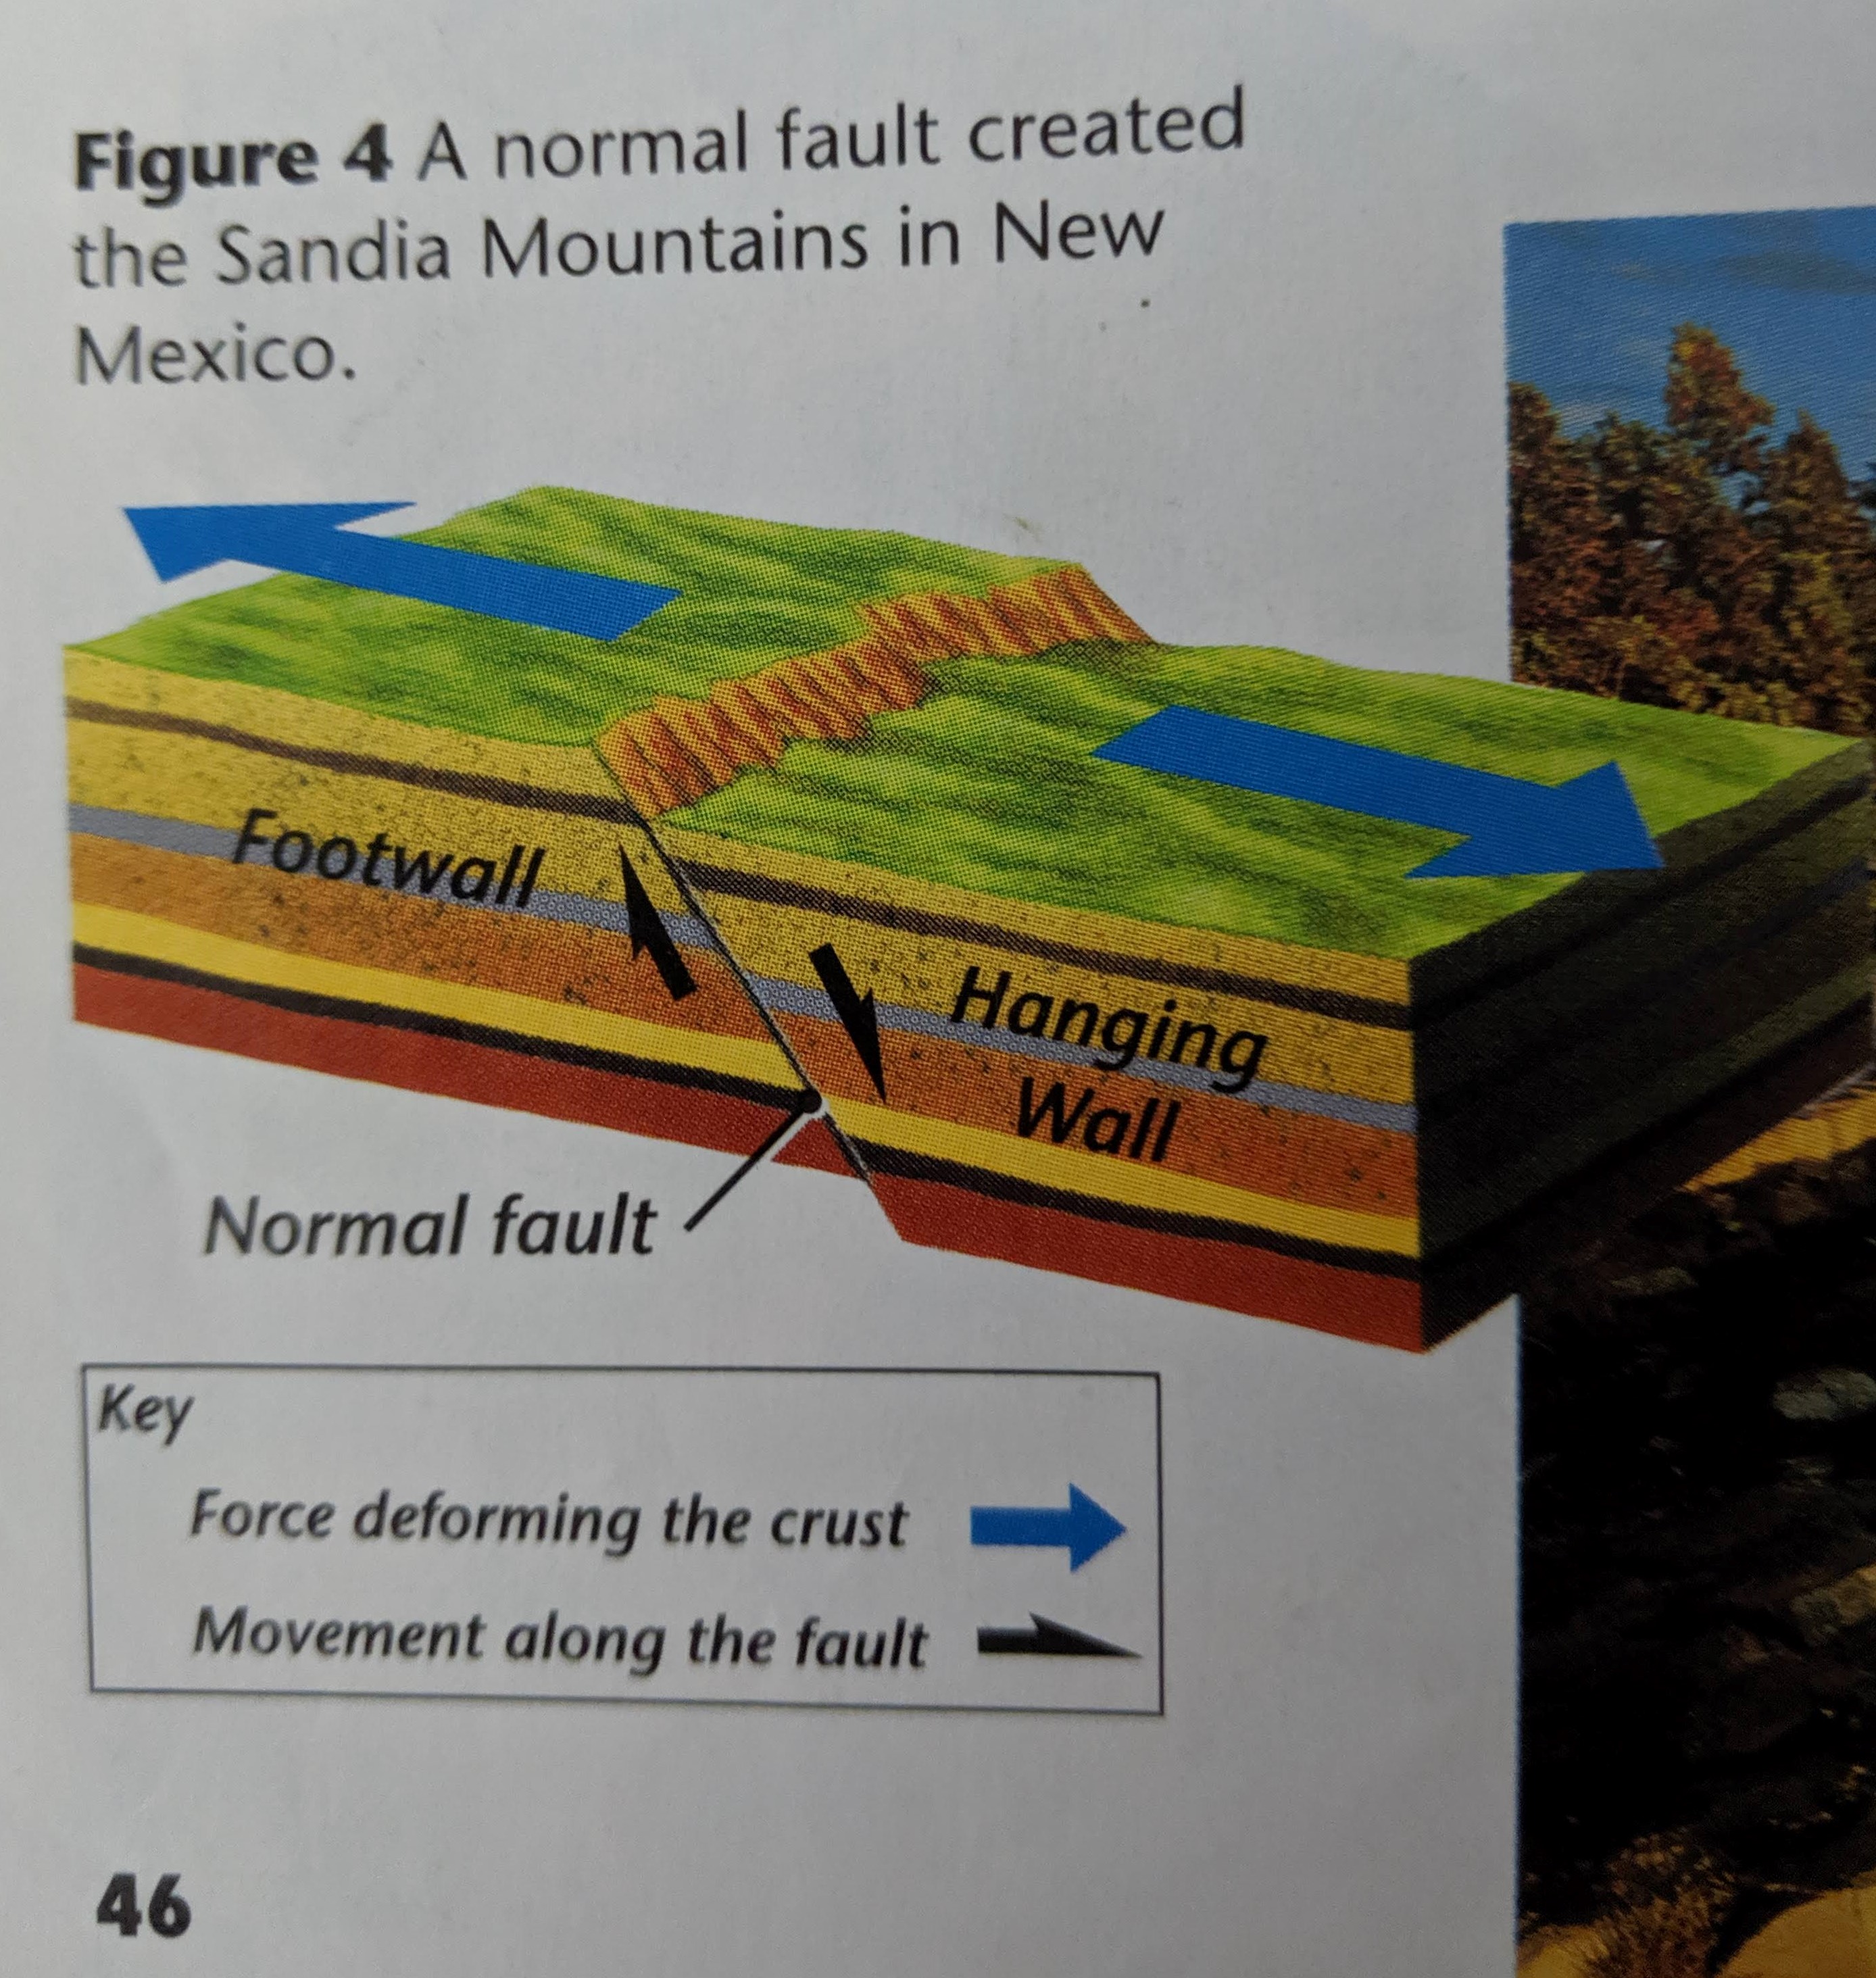 Figure 4 A normal fault created
the Sandia Mountains in New
Mexico.
Footwall
Hanging
Wall
Normal fault
Key
Force deforming the crust
Movement along the fault
46